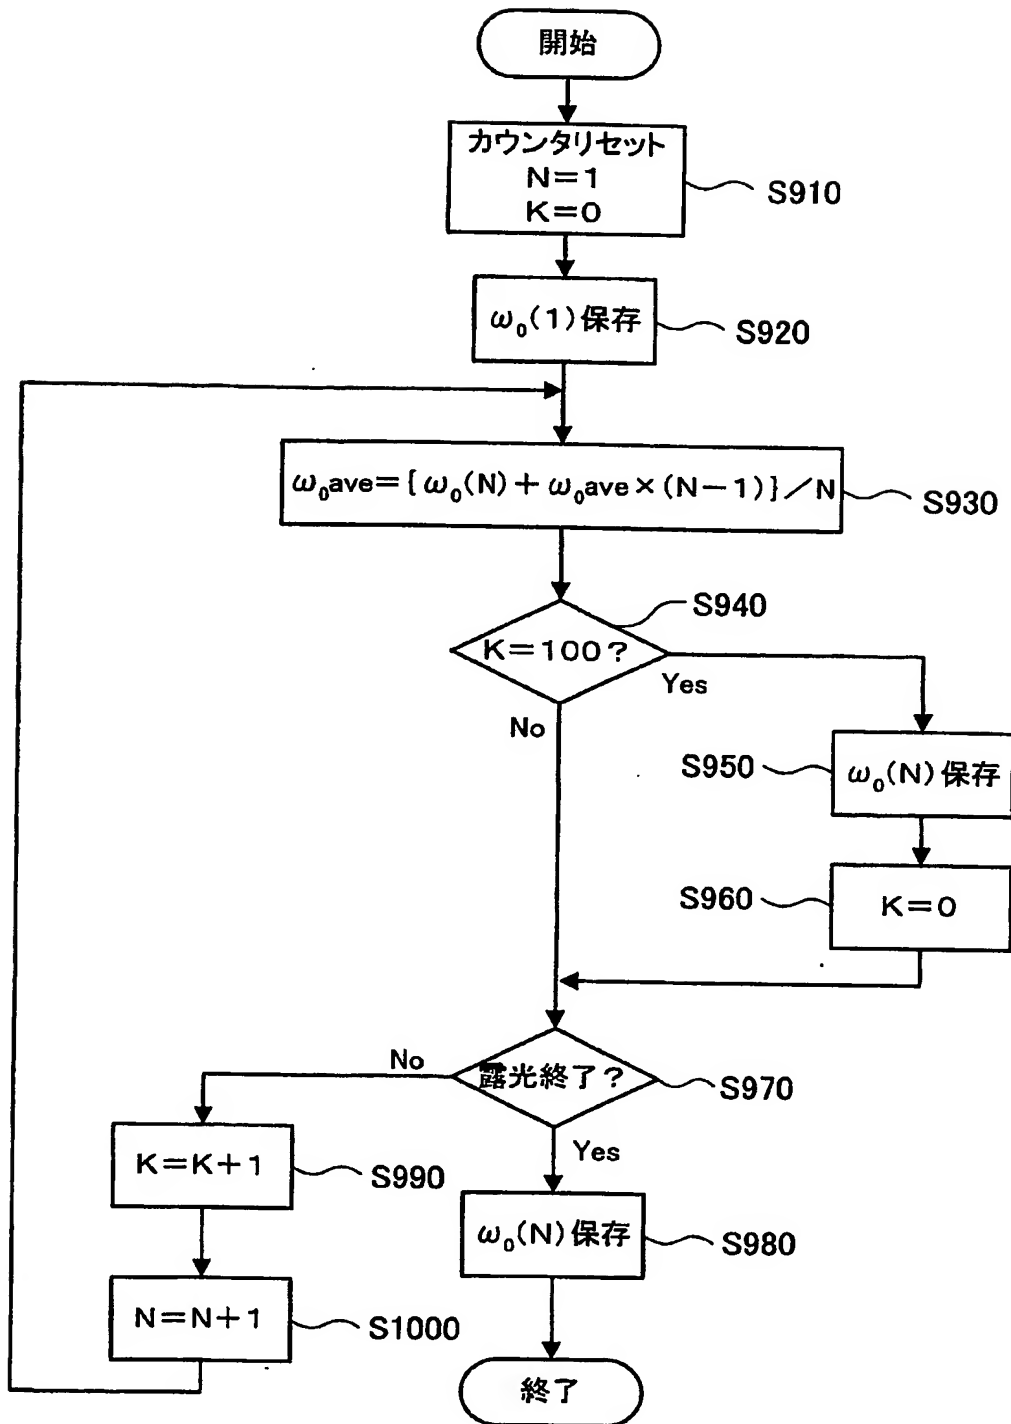 開始
カウンタリセット
N=1
K=0
S910
ω₀(1)保存
S920
ω₀ave=[ω₀(N)+ω₀ave×(N-1)]/N
S930
S940
K=100?
Yes
No
S950
ω₀(N)保存
S960
K=0
No
露光終了?
S970
Yes
K=K+1
S990
ω₀(N)保存
S980
N=N+1
S1000
終了